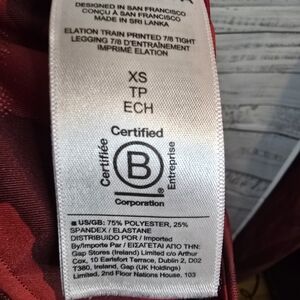 DESIGNED IN SAN FRANCISCO
CONÇU À SAN FRANCISCO
MADE IN SRI LANKA
ELATION TRAIN PRINTED 7/8 TIGHT
LEGGING 7/8 D'ENTRAÎNEMENT
IMPRIMÉ ELATION
XS
TP
ECH
Certified
Certifiée
B
Entreprise
®
Corporation
US/GB: 75% POLYESTER, 25%
SPANDEX / ELASTANE
DISTRIBUIDO POR / Imported
By/Importe Par / ΕΙΣΑΓΕΤΑΙ ΑΠΟ ΤΗΝ
Gap Stores (Ireland) Limited c/o Arthur
Cox, 10 Earlsfort Terrace, Dublin 2, D02
T380, Ireland, Gap (UK Holdings)
Limited, 2nd Floor Nations House, 103